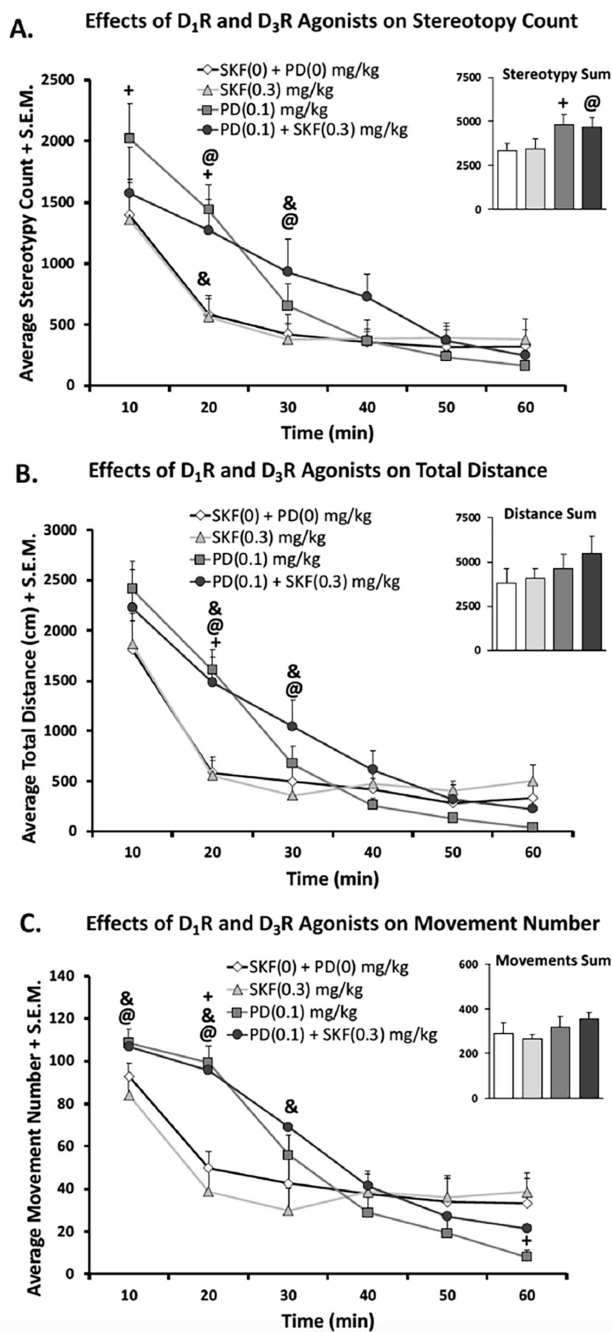 A.
Effects of D₁R and D₃R Agonists on Stereotopy Count
Average Stereotypy Count + S.E.M.
2500
2000
1500
1000
500
0
10 20 30 40 50 60
Time (min)
SKF(0) + PD(0) mg/kg
SKF(0.3) mg/kg
PD(0.1) mg/kg
PD(0.1) + SKF(0.3) mg/kg
+
@
+
&
&
@
Stereotypy Sum
7500
5000
2500
0
+ @
B.
Effects of D₁R and D₃R Agonists on Total Distance
Average Total Distance (cm) + S.E.M.
3000
2500
2000
1500
1000
500
0
10 20 30 40 50 60
Time (min)
SKF(0) + PD(0) mg/kg
SKF(0.3) mg/kg
PD(0.1) mg/kg
PD(0.1) + SKF(0.3) mg/kg
&
@
+
&
@
Distance Sum
7500
5000
2500
0
C.
Effects of D₁R and D₃R Agonists on Movement Number
Average Movement Number + S.E.M.
140
120
100
80
60
40
20
0
10 20 30 40 50 60
Time (min)
SKF(0) + PD(0) mg/kg
SKF(0.3) mg/kg
PD(0.1) mg/kg
PD(0.1) + SKF(0.3) mg/kg
&
@
+
&
@
&
+
Movements Sum
600
400
200
0